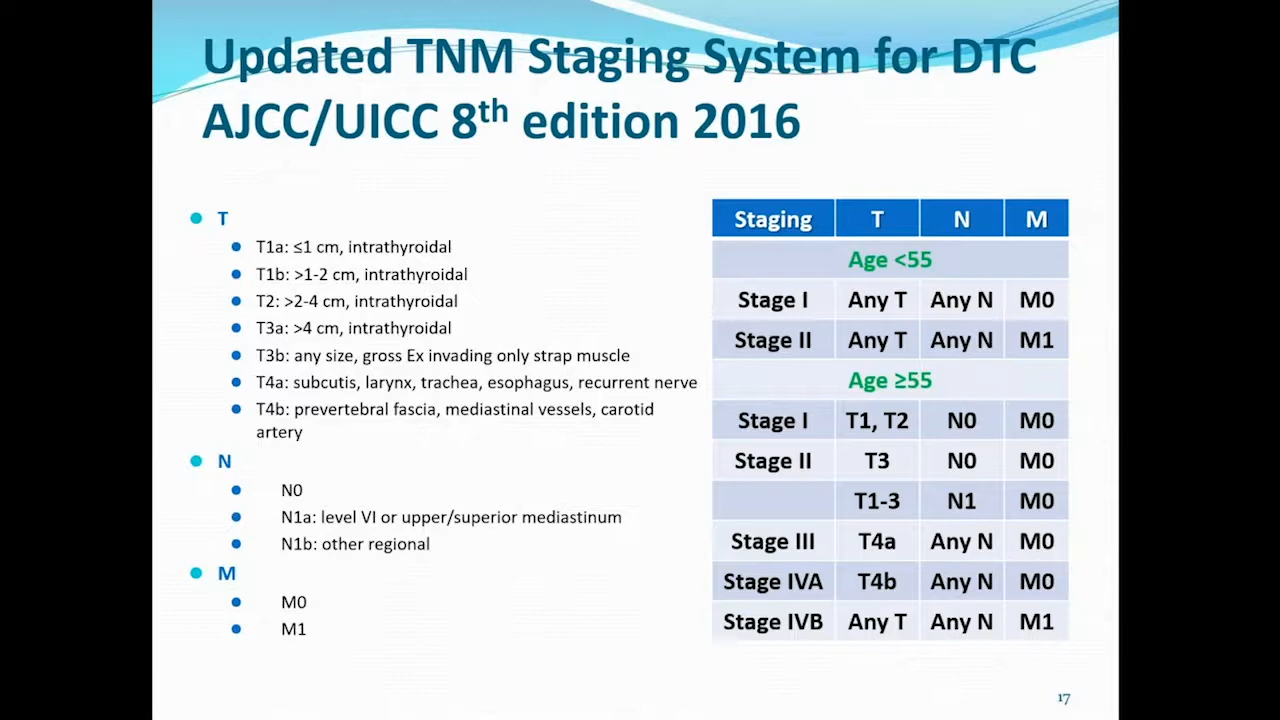 Updated TNM Staging System for DTC
AJCC/UICC 8th edition 2016
T
T1a: ≤1 cm, intrathyroidal
T1b: >1-2 cm, intrathyroidal
T2: >2-4 cm, intrathyroidal
T3a: >4 cm, intrathyroidal
T3b: any size, gross Ex invading only strap muscle
T4a: subcutis, larynx, trachea, esophagus, recurrent nerve
T4b: prevertebral fascia, mediastinal vessels, carotid
artery
N
N0
N1a: level VI or upper/superior mediastinum
N1b: other regional
M
M0
M1
Staging T N M
Age <55
Stage I Any T Any N M0
Stage II Any T Any N M1
Age ≥55
Stage I T1, T2 N0 M0
Stage II T3 N0 M0
T1-3 N1 M0
Stage III T4a Any N M0
Stage IVA T4b Any N M0
Stage IVB Any T Any N M1
17